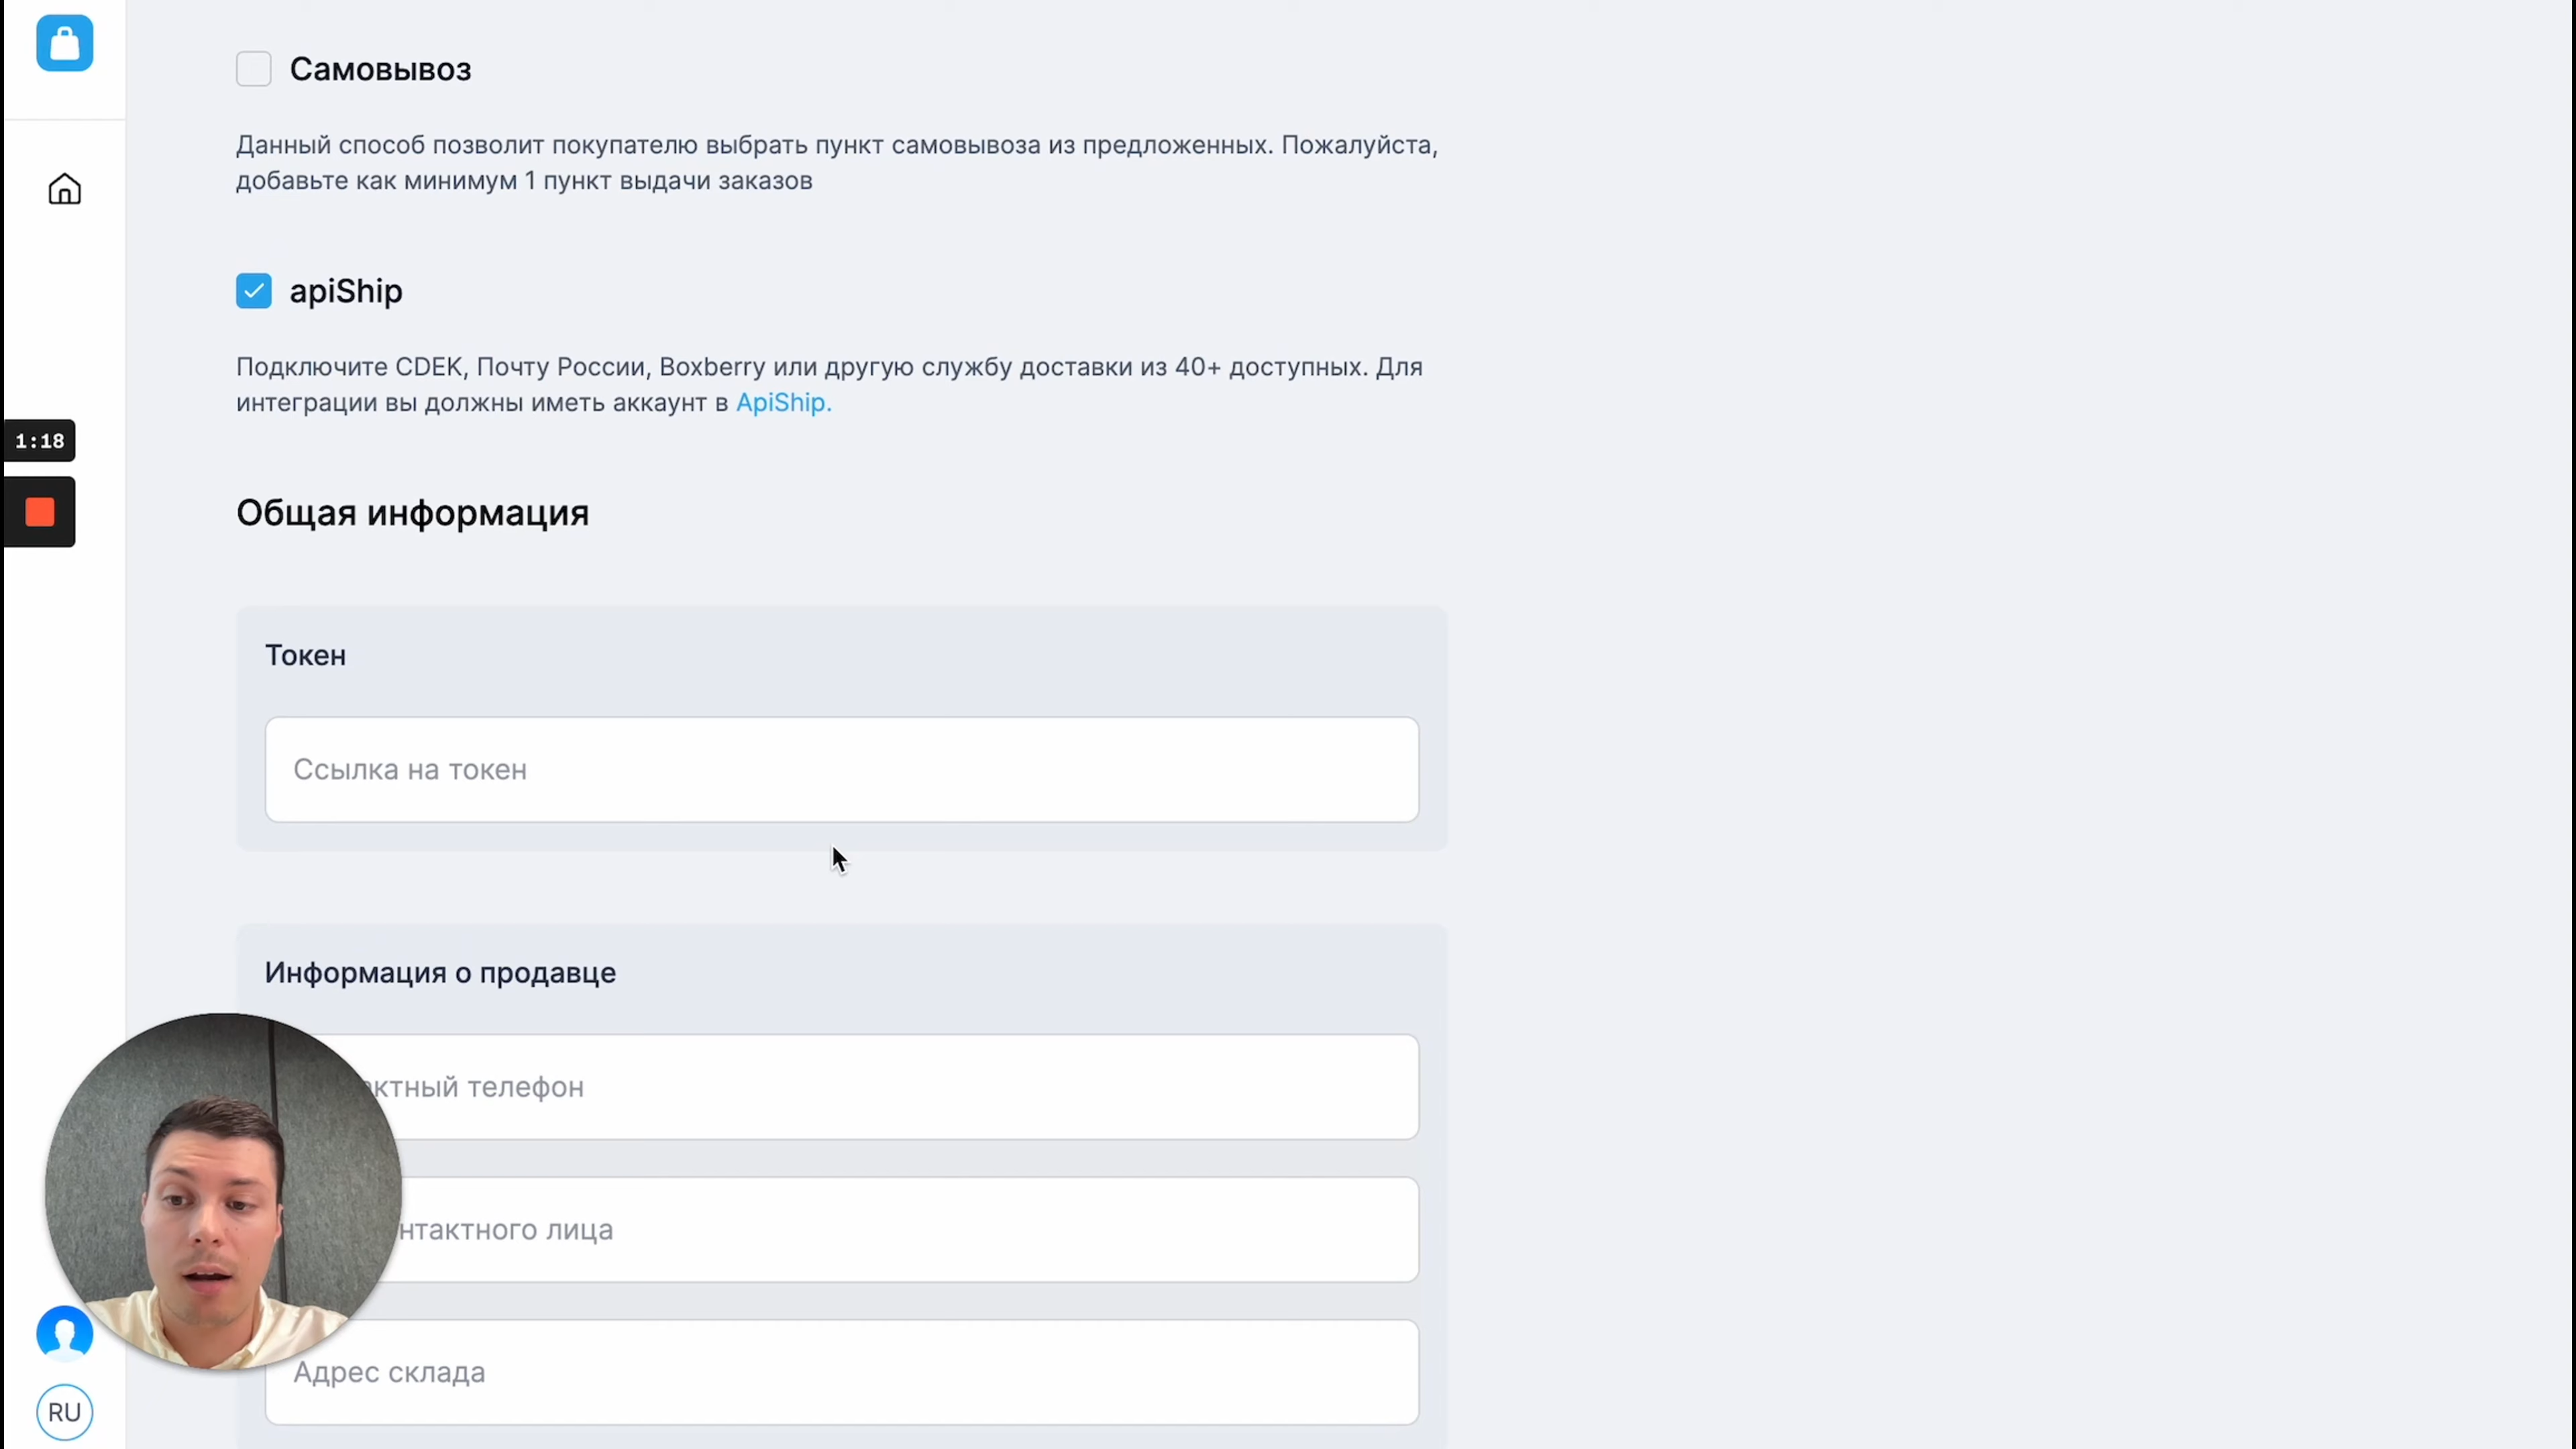 Самовывоз
Данный способ позволит покупателю выбрать пункт самовывоза из предложенных. Пожалуйста,
добавьте как минимум 1 пункт выдачи заказов
apiShip
Подключите CDEK, Почту России, Boxberry или другую службу доставки из 40+ доступных. Для
интеграции вы должны иметь аккаунт в ApiShip.
1:18
Общая информация
Токен
Ссылка на токен
Информация о продавце
телефон
лица
Адрес склада
RU